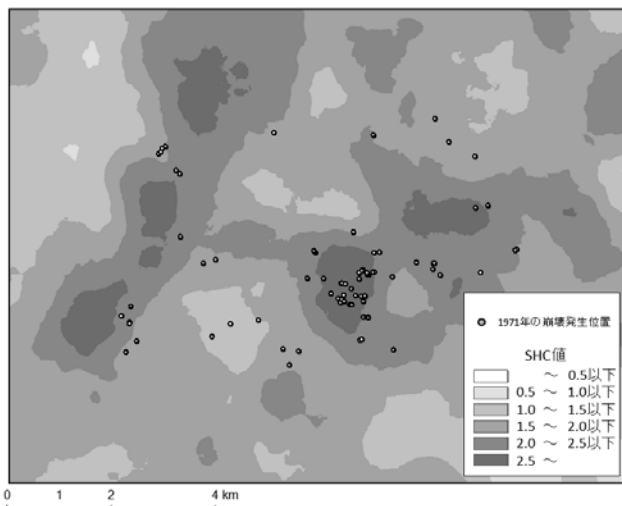 1971年の崩壊発生位置
SHC値
～ 0.5以下
0.5 ～ 1.0以下
1.0 ～ 1.5以下
1.5 ～ 2.0以下
2.0 ～ 2.5以下
2.5 ～
0 1 2 4 km